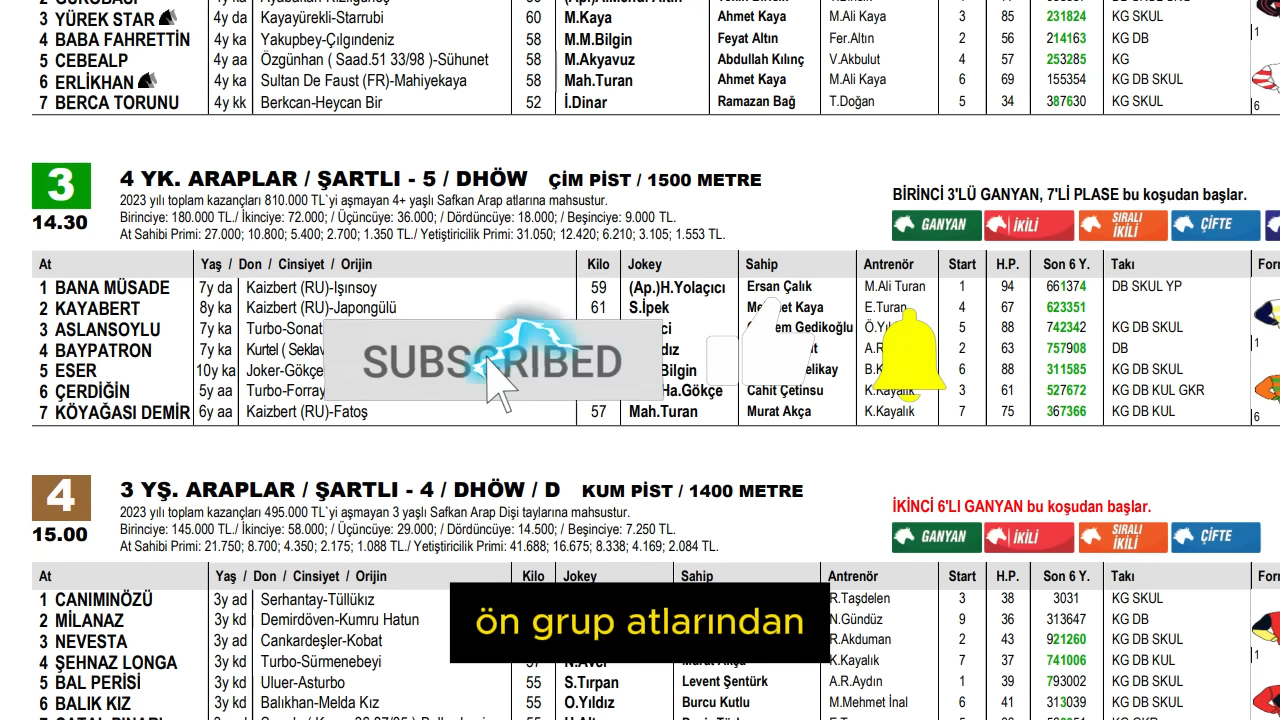 3 YÜREK STAR 4y da Kayayürekli-Starrubi 60 M.Kaya Ahmet Kaya M.Ali Kaya 3 85 231824 KG SKUL
4 BABA FAHRETTİN 4y ka Yakupbey-Çılgındeniz 58 M.M.Bilgin Feyat Altın Fer.Altın 2 56 214163 KG DB
5 CEBEALP 4y aa Özgünhan ( Saad.51 33/98 )-Sühunet 58 M.Akyavuz Abdullah Kılınç V.Akbulut 4 57 253285 KG
6 ERLİKHAN 4y ka Sultan De Faust (FR)-Mahiyekaya 58 Mah.Turan Ahmet Kaya M.Ali Kaya 6 69 155354 KG DB SKUL
7 BERCA TORUNU 4y kk Berkcan-Heycan Bir 52 İ.Dinar Ramazan Bağ T.Doğan 5 34 387630 KG SKUL
3 4 YK. ARAPLAR / ŞARTLI - 5 / DHÖW ÇİM PİST / 1500 METRE
14.30
2023 yılı toplam kazançları 810.000 TL`yi aşmayan 4+ yaşlı Safkan Arap atlarına mahsustur.
Birinciye: 180.000 TL./ İkinciye: 72.000; / Üçüncüye: 36.000; / Dördüncüye: 18.000; / Beşinciye: 9.000 TL.
At Sahibi Primi: 27.000; 10.800; 5.400; 2.700; 1.350 TL./ Yetiştiricilik Primi: 31.050; 12.420; 6.210; 3.105; 1.553 TL.
BİRİNCİ 3'LÜ GANYAN, 7'Lİ PLASE bu koşudan başlar.
GANYAN İKİLİ SIRALI İKİLİ ÇİFTE
At Yaş / Don / Cinsiyet / Orijin Kilo Jokey Sahip Antrenör Start H.P. Son 6 Y. Takı
1 BANA MÜSADE 7y da Kaizbert (RU)-Işınsoy 59 (Ap.)H.Yolaçıcı Ersan Çalık M.Ali Turan 1 94 661374 DB SKUL YP
2 KAYABERT 8y ka Kaizbert (RU)-Japongülü 61 S.İpek Kaya E.Turan 4 67 623351
3 ASLANSOYLU 7y ka Turbo-Sonat Gedikoğlu 5 88 742342 KG DB SKUL
4 BAYPATRON 7y ka Kurtel ( Seklav 2 63 757908 DB
5 ESER 10y ka Joker-Gökçe Bilgin 6 88 311585 DB SKUL
6 ÇERDİĞİN 5y aa Turbo-Forray Ha.Gökçe Cahit Çetinsu K.Kayalık 3 61 527672 KG DB KUL GKR
7 KÖYAĞASI DEMİR 6y aa Kaizbert (RU)-Fatoş 57 Mah.Turan Murat Akça K.Kayalık 7 75 367366 KG DB KUL
SUBSCRIBED
4 3 YŞ. ARAPLAR / ŞARTLI - 4 / DHÖW / D KUM PİST / 1400 METRE
15.00
2023 yılı toplam kazançları 495.000 TL`yi aşmayan 3 yaşlı Safkan Arap Dişi taylarına mahsustur.
Birinciye: 145.000 TL./ İkinciye: 58.000; / Üçüncüye: 29.000; / Dördüncüye: 14.500; / Beşinciye: 7.250 TL.
At Sahibi Primi: 21.750; 8.700; 4.350; 2.175; 1.088 TL./ Yetiştiricilik Primi: 41.688; 16.675; 8.338; 4.169; 2.084 TL.
İKİNCİ 6'LI GANYAN bu koşudan başlar.
GANYAN İKİLİ SIRALI İKİLİ ÇİFTE
At Yaş / Don / Cinsiyet / Orijin Kilo Jokey Sahip Antrenör Start H.P. Son 6 Y. Takı
1 CANIMINÖZÜ 3y ad Serhantay-Tüllükız R.Taşdelen 3 38 3031 KG SKUL
2 MİLANAZ 3y kd Demirdöven-Kumru Hatun N.Gündüz 9 36 313647 KG DB
3 NEVESTA 3y ad Cankardeşler-Kobat R.Akduman 2 43 921260 KG DB SKUL
4 ŞEHNAZ LONGA 3y kd Turbo-Sürmenebeyi K.Kayalık 7 37 741006 KG DB KUL
5 BAL PERİSİ 3y kd Uluer-Asturbo 55 S.Tırpan Levent Şentürk A.R.Aydın 1 39 793002 KG DB SKUL
6 BALIK KIZ 3y kd Balıkhan-Melda Kız 55 O.Yıldız Burcu Kutlu M.Mehmet İnal 6 41 313039 KG DB SKUL
ön grup atlarından